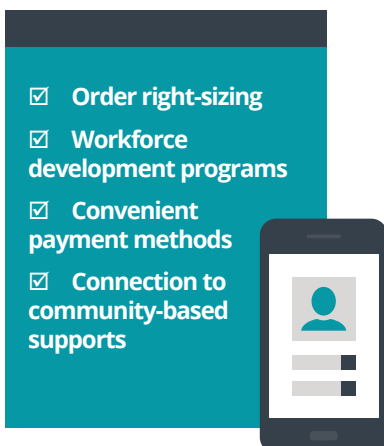 ☑ Order right-sizing
☑ Workforce
development programs
☑ Convenient
payment methods
☑ Connection to
community-based
supports